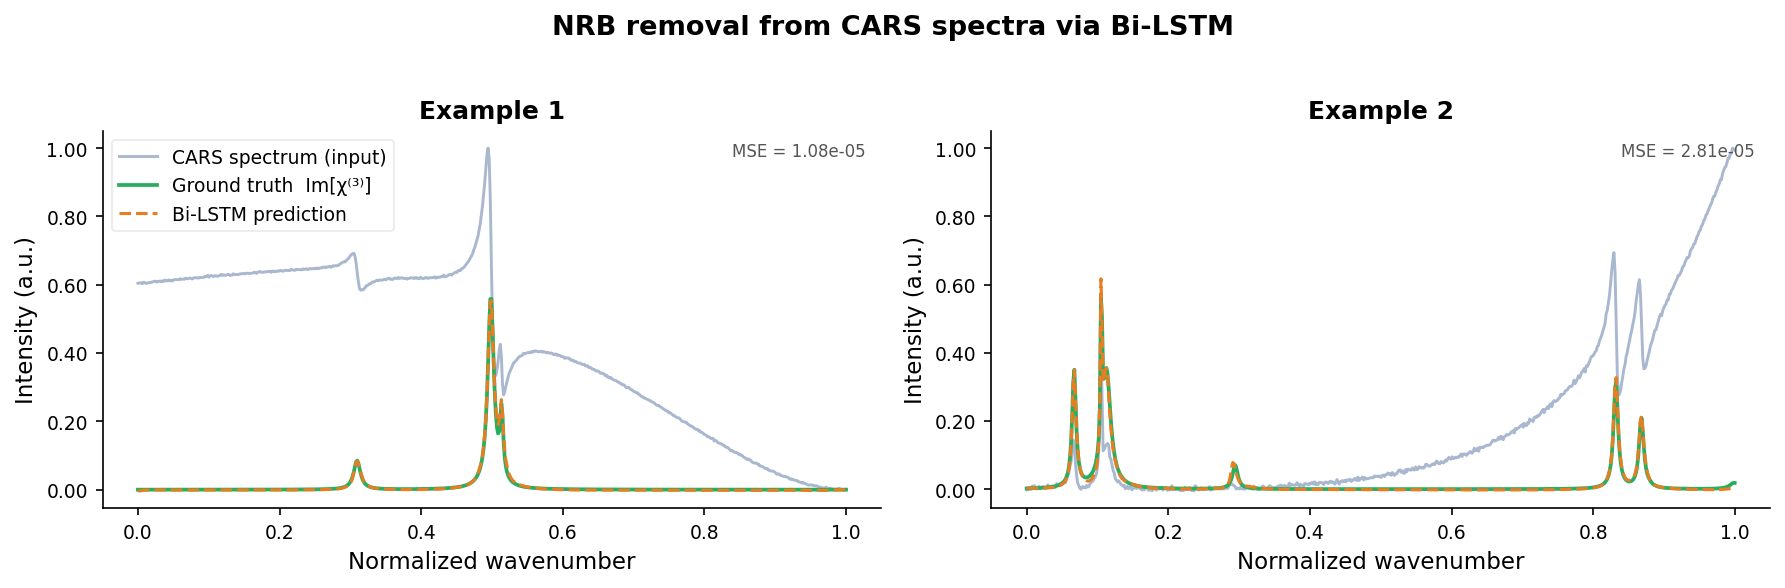 NRB removal from CARS spectra via Bi-LSTM
Example 1
Intensity (a.u.)
1.00
0.80
0.60
0.40
0.20
0.00
CARS spectrum (input)
Ground truth  Im[χ⁽³⁾]
Bi-LSTM prediction
MSE = 1.08e-05
0.0 0.2 0.4 0.6 0.8 1.0
Normalized wavenumber
Example 2
Intensity (a.u.)
1.00
0.80
0.60
0.40
0.20
0.00
MSE = 2.81e-05
0.0 0.2 0.4 0.6 0.8 1.0
Normalized wavenumber